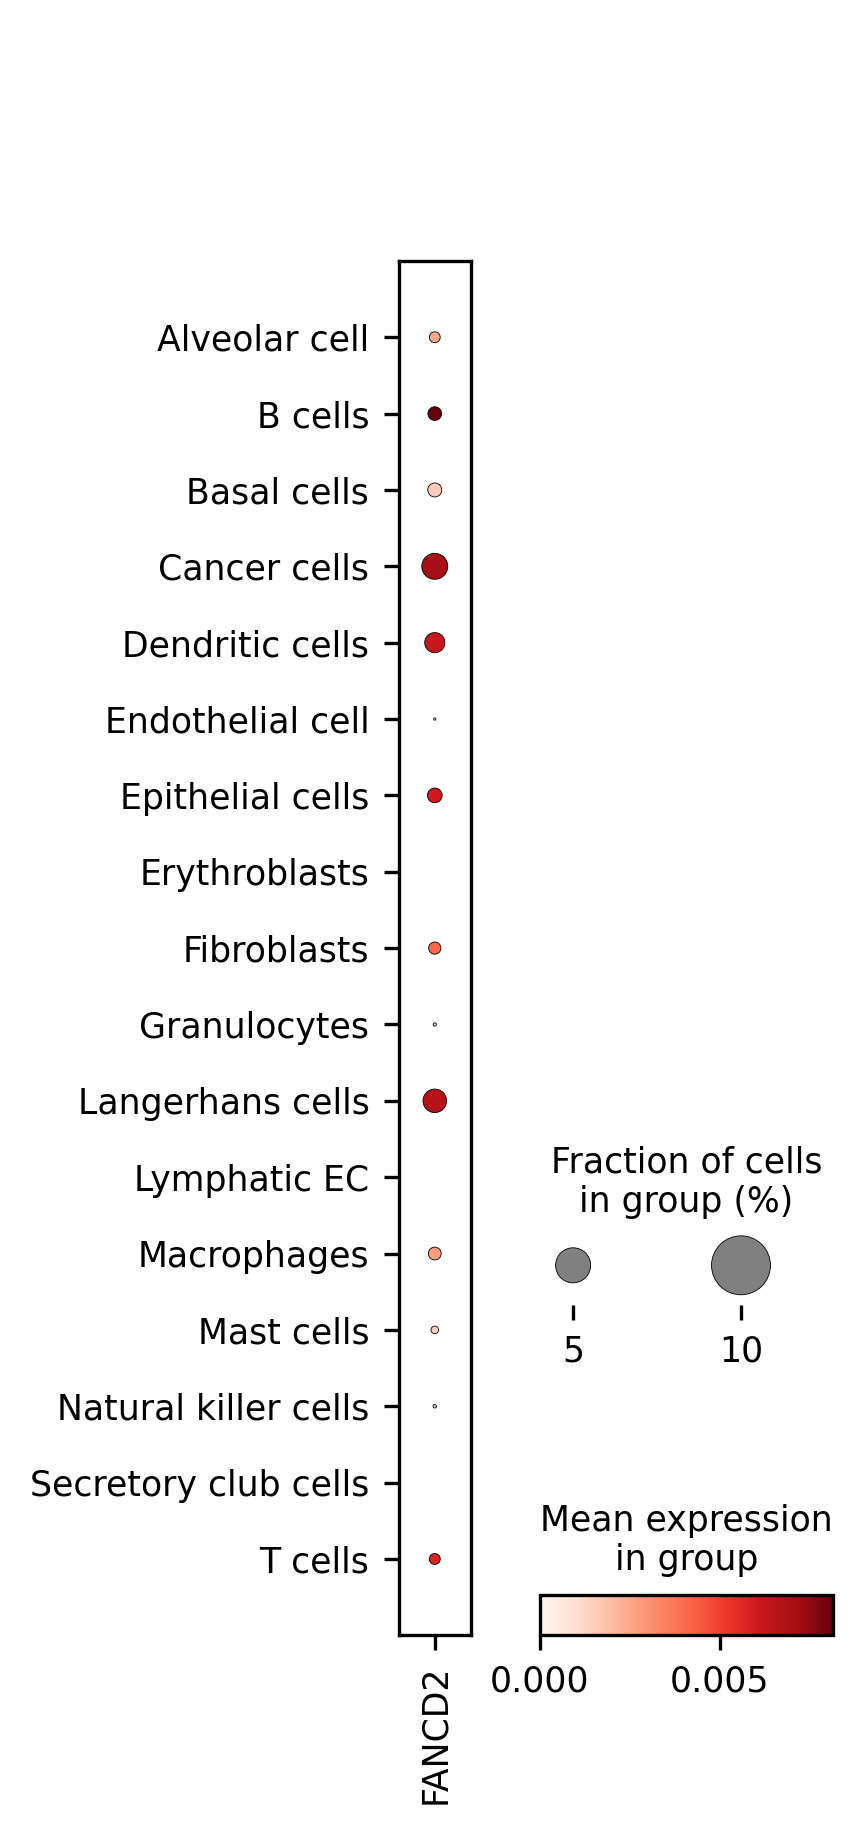 Alveolar cell
B cells
Basal cells
Cancer cells
Dendritic cells
Endothelial cell
Epithelial cells
Erythroblasts
Fibroblasts
Granulocytes
Langerhans cells
Lymphatic EC
Macrophages
Mast cells
Natural killer cells
Secretory club cells
T cells
FANCD2
Fraction of cells
in group (%)
5 10
Mean expression
in group
0.000 0.005